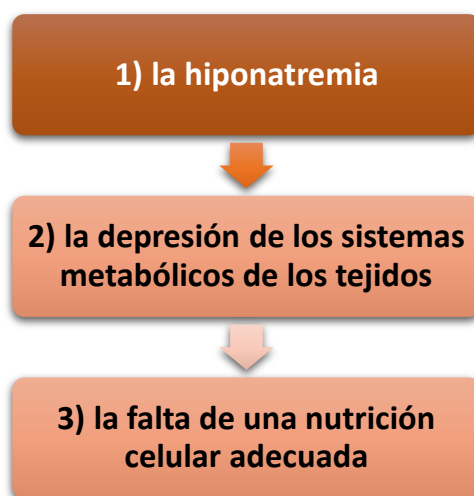 1) la hiponatremia
2) la depresión de los sistemas
metabólicos de los tejidos
3) la falta de una nutrición
celular adecuada